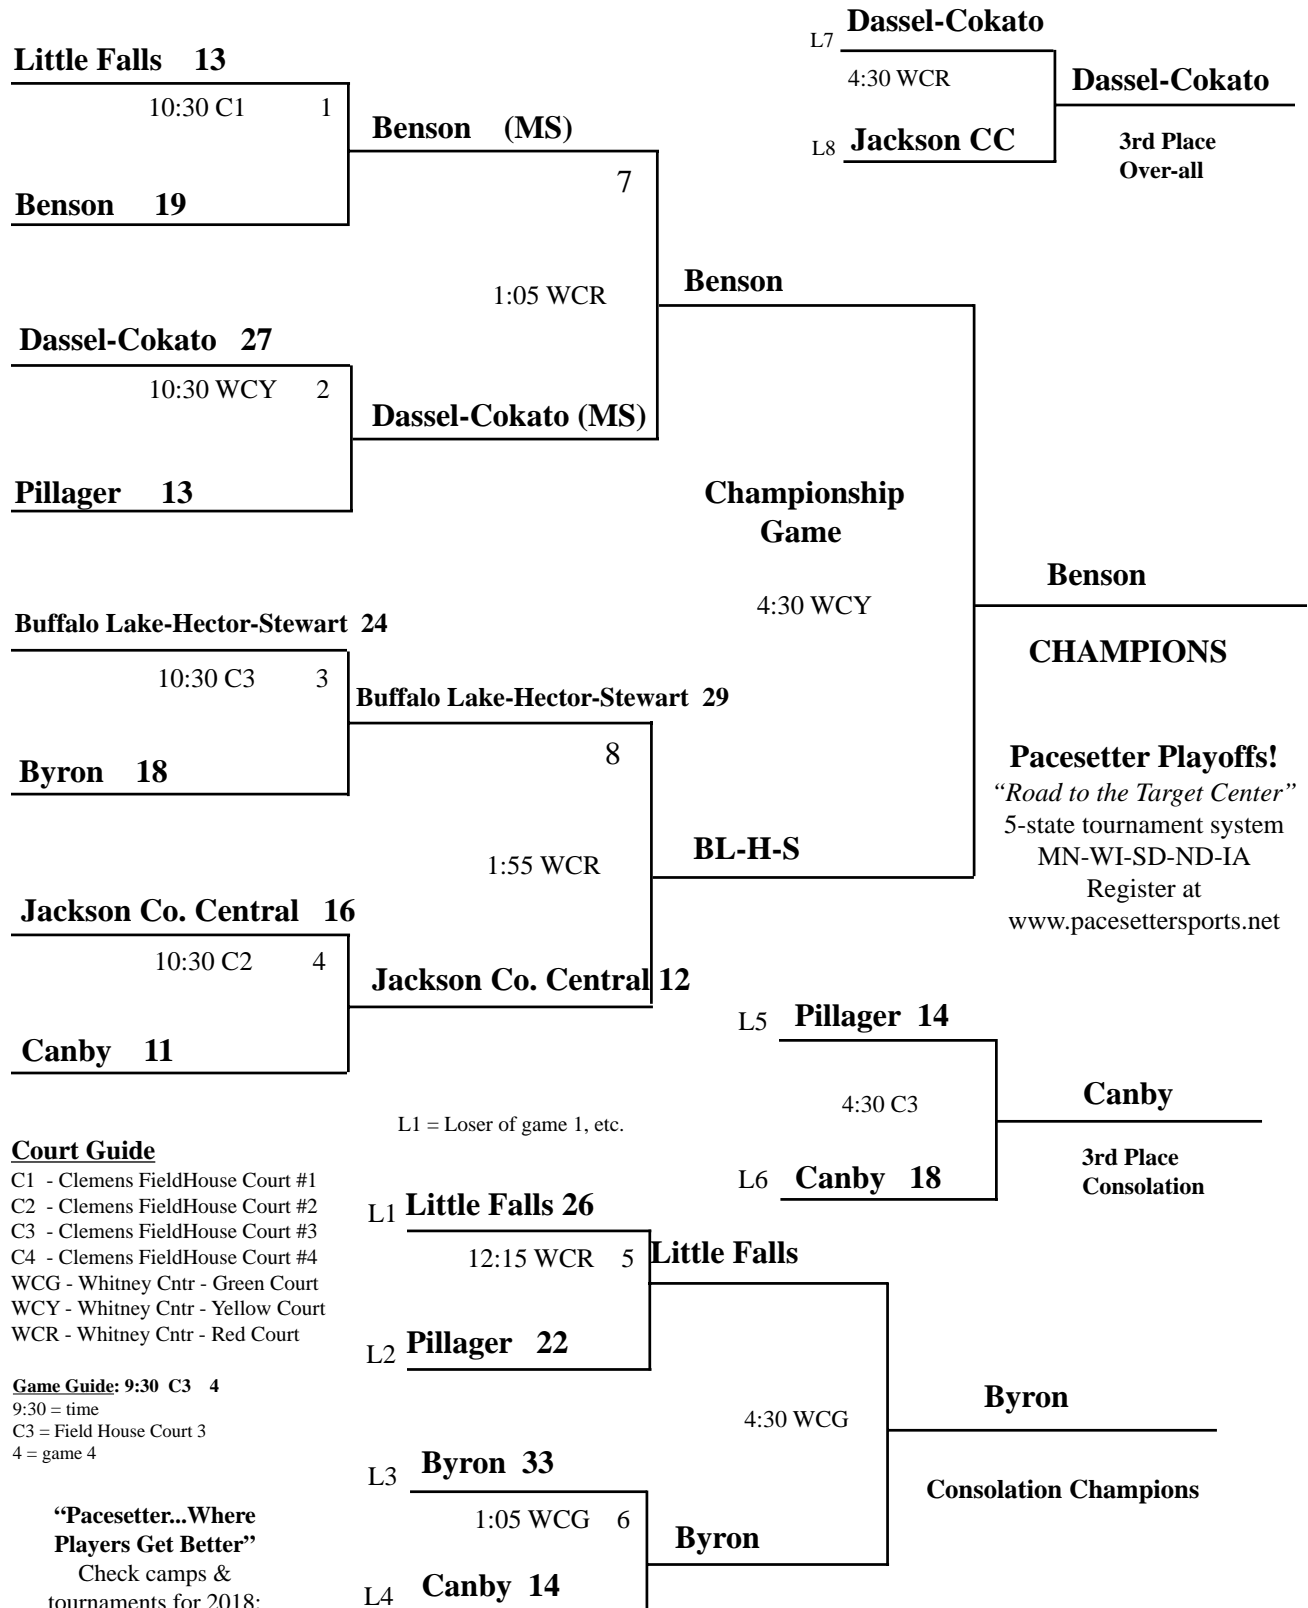 Little Falls 13
10:30 C1 1
Benson 19
Benson (MS)
7
1:05 WCR
Dassel-Cokato 27
10:30 WCY 2
Pillager 13
Dassel-Cokato (MS)
Benson
L7 Dassel-Cokato
4:30 WCR
L8 Jackson CC
Dassel-Cokato
3rd Place
Over-all
Championship
Game
4:30 WCY
Benson
CHAMPIONS
Buffalo Lake-Hector-Stewart 24
10:30 C3 3
Byron 18
Buffalo Lake-Hector-Stewart 29
8
1:55 WCR
BL-H-S
Jackson Co. Central 16
10:30 C2 4
Canby 11
Jackson Co. Central 12
Pacesetter Playoffs!
“Road to the Target Center”
5-state tournament system
MN-WI-SD-ND-IA
Register at
www.pacesettersports.net
L5 Pillager 14
4:30 C3
L6 Canby 18
Canby
3rd Place
Consolation
L1 = Loser of game 1, etc.
Court Guide
C1 - Clemens FieldHouse Court #1
C2 - Clemens FieldHouse Court #2
C3 - Clemens FieldHouse Court #3
C4 - Clemens FieldHouse Court #4
WCG - Whitney Cntr - Green Court
WCY - Whitney Cntr - Yellow Court
WCR - Whitney Cntr - Red Court
Game Guide: 9:30 C3 4
9:30 = time
C3 = Field House Court 3
4 = game 4
“Pacesetter...Where
Players Get Better”
Check camps &
tournaments for 2018:
L1 Little Falls 26
12:15 WCR 5
L2 Pillager 22
Little Falls
4:30 WCG
L3 Byron 33
1:05 WCG 6
L4 Canby 14
Byron
Byron
Consolation Champions